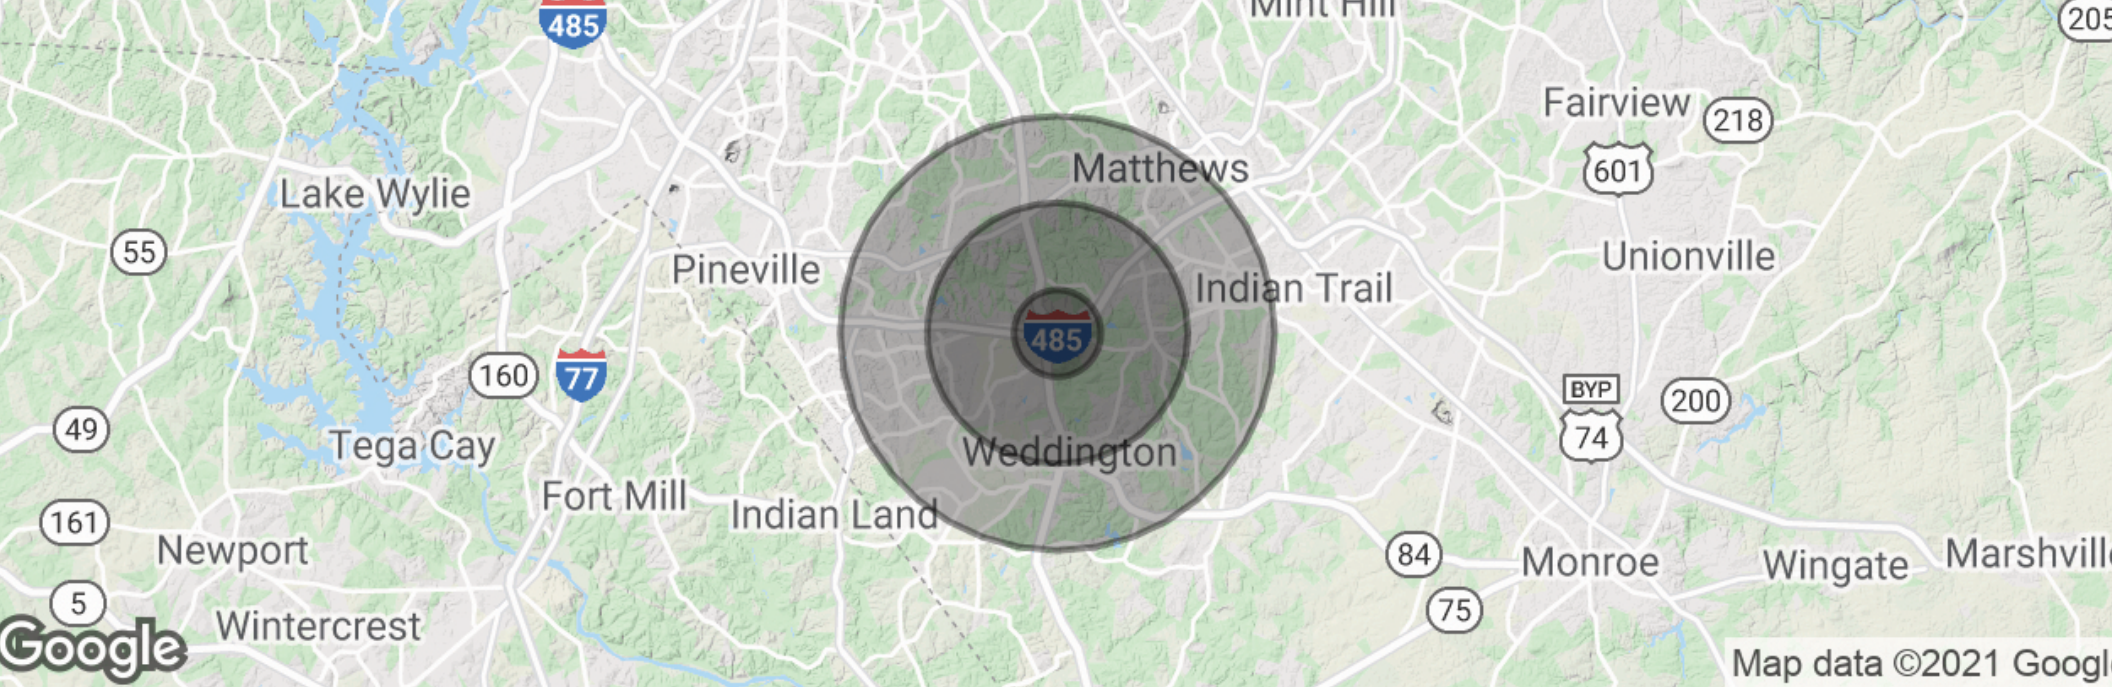 Mint Hill
485
205
Fairview
218
601
Matthews
Lake Wylie
55
Unionville
Pineville
Indian Trail
485
160
77
BYP
74
200
49
Tega Cay
Weddington
Fort Mill
Indian Land
161
Newport
84
Monroe
Wingate
Marshville
5
75
Wintercrest
Google
Map data ©2021 Google